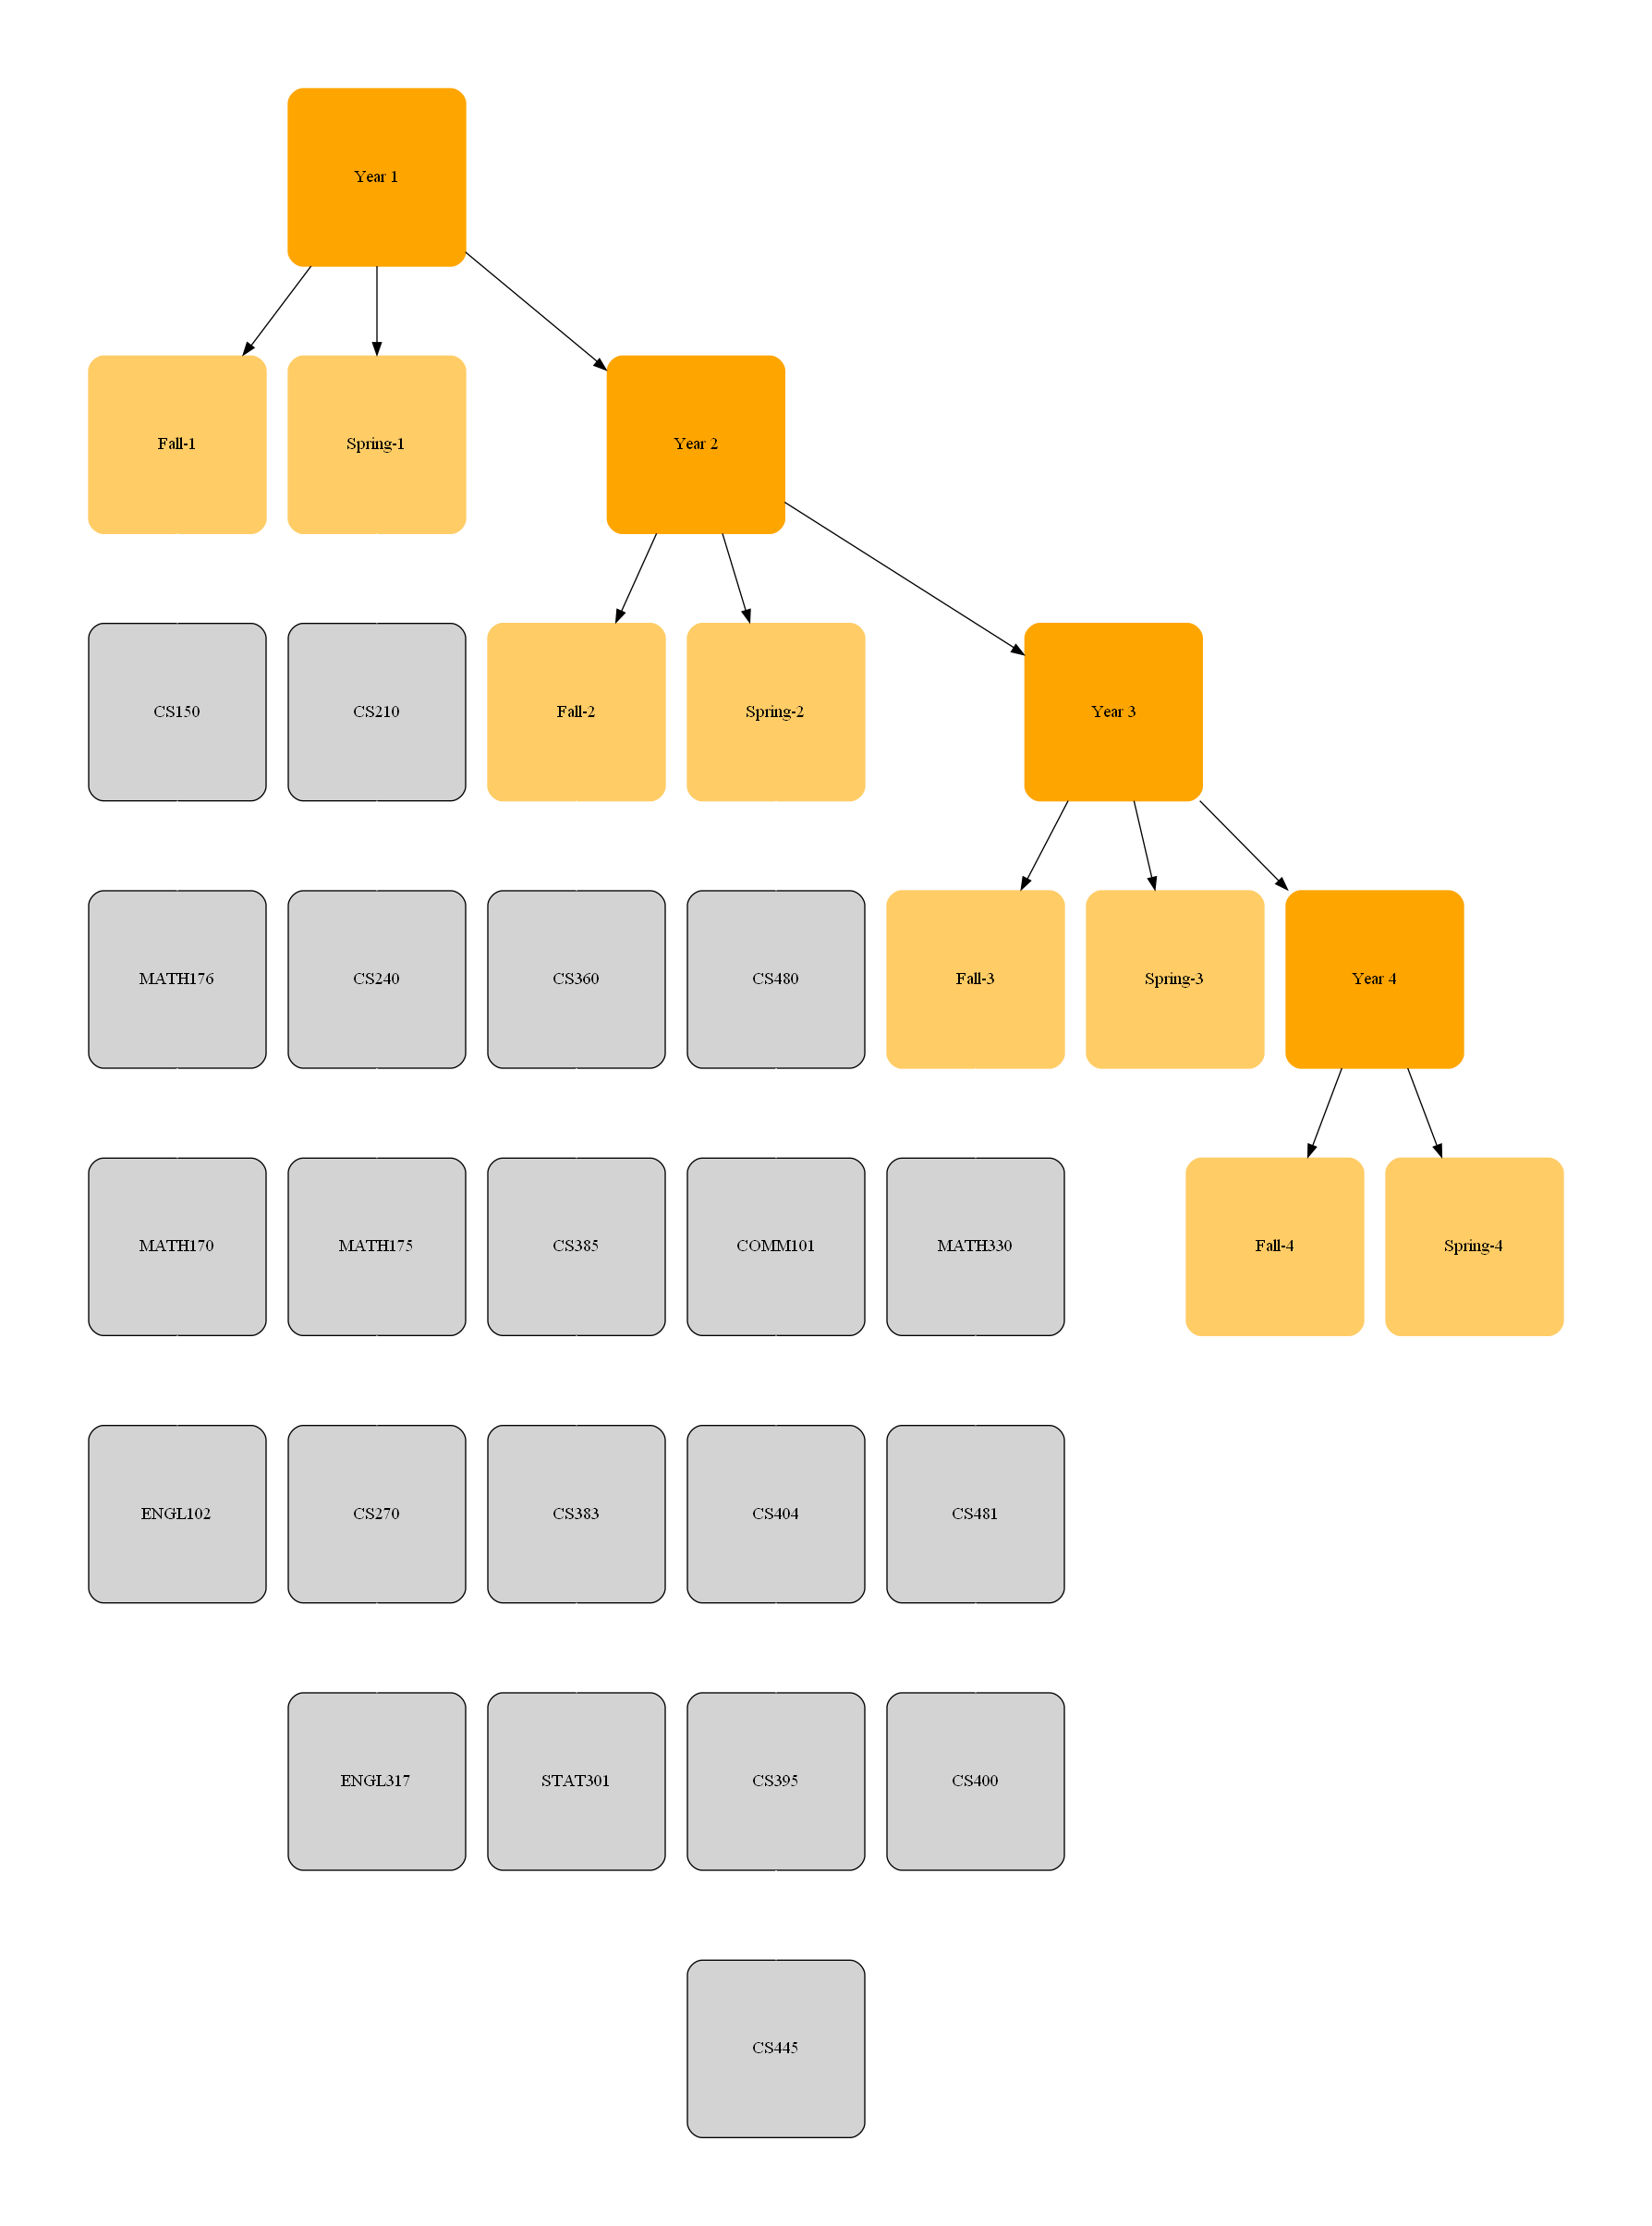 Year 1
Fall-1
Spring-1
Year 2
CS150
CS210
Fall-2
Spring-2
Year 3
MATH176
CS240
CS360
CS480
Fall-3
Spring-3
Year 4
MATH170
MATH175
CS385
COMM101
MATH330
Fall-4
Spring-4
ENGL102
CS270
CS383
CS404
CS481
ENGL317
STAT301
CS395
CS400
CS445